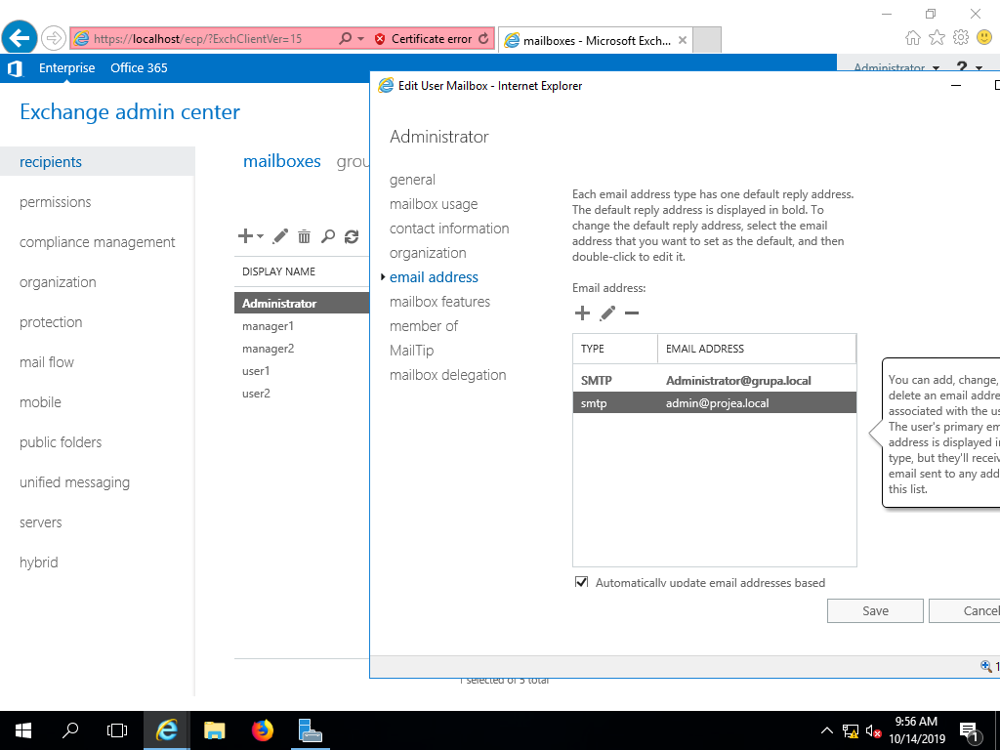 https://localhost/ecp/?ExchClientVer=15
Certificate error
mailboxes - Microsoft Exch...
Enterprise
Office 365
Administrator
?
Exchange admin center
recipients
permissions
compliance management
organization
protection
mail flow
mobile
public folders
unified messaging
servers
hybrid
mailboxes
grou
DISPLAY NAME
Administrator
manager1
manager2
user1
user2
1 selected of 5 total
Edit User Mailbox - Internet Explorer
Administrator
general
mailbox usage
contact information
organization
email address
mailbox features
member of
MailTip
mailbox delegation
Each email address type has one default reply address.
The default reply address is displayed in bold. To
change the default reply address, select the email
address that you want to set as the default, and then
double-click to edit it.
Email address:
TYPE EMAIL ADDRESS
SMTP Administrator@grupa.local
smtp admin@projea.local
Automatically update email addresses based
You can add, change,
delete an email addre
associated with the us
The user's primary em
address is displayed i
type, but they'll receiv
email sent to any add
this list.
Save
Cancel
1
9:56 AM
10/14/2019
1